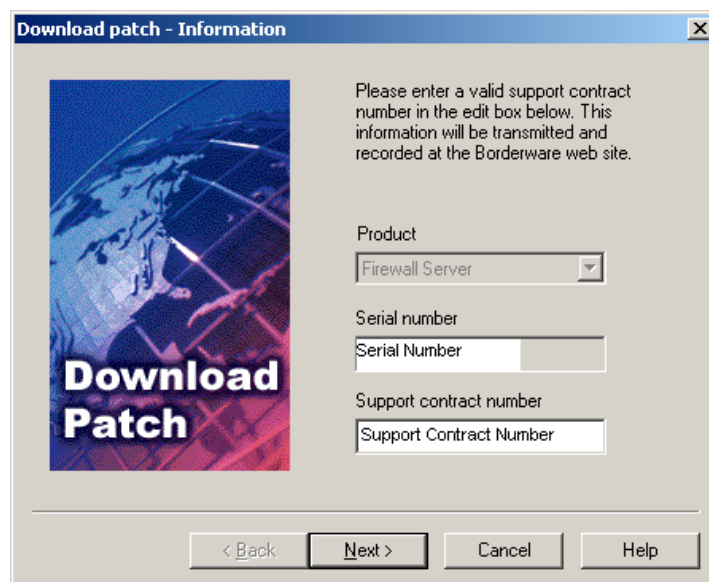 Download patch - Information
Please enter a valid support contract
number in the edit box below. This
information will be transmitted and
recorded at the Borderware web site.
Product
Firewall Server
Serial number
Serial Number
Support contract number
Support Contract Number
Download
Patch
< Back
Next >
Cancel
Help